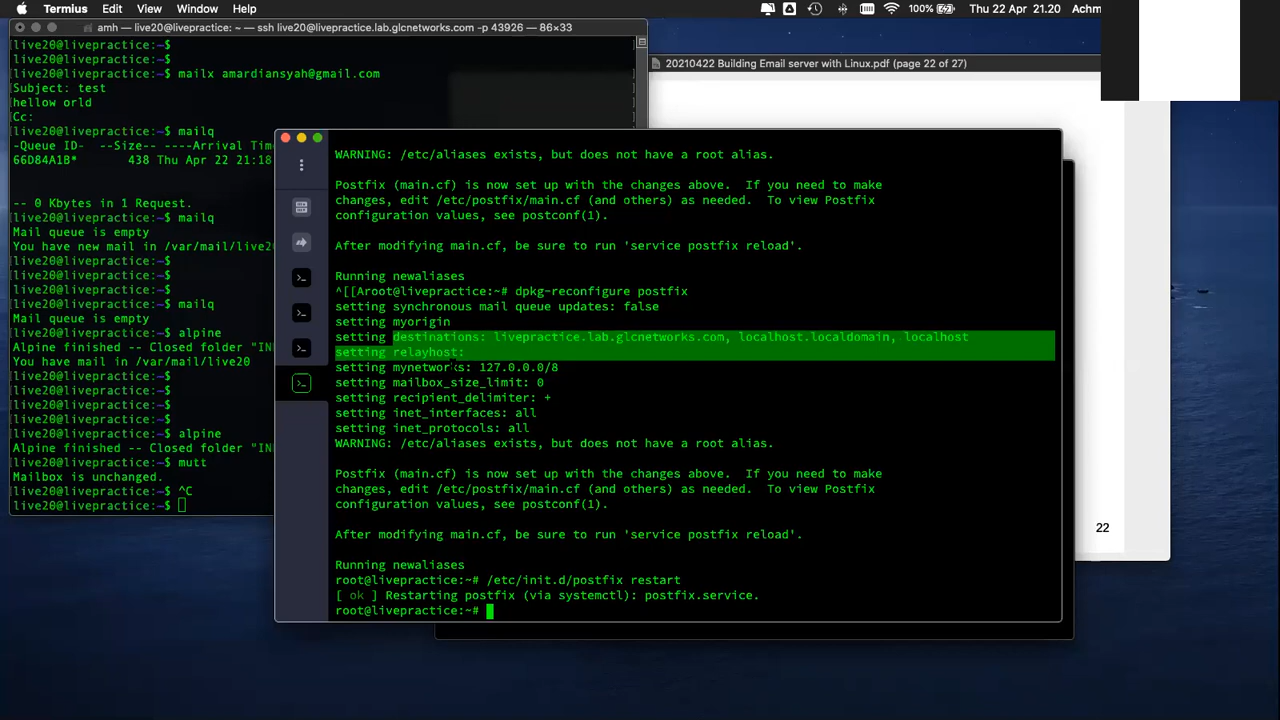 Termius Edit View Window Help
100% Thu 22 Apr 21.20 Achm
amh — live20@livepractice: ~ — ssh live20@livepractice.lab.glcnetworks.com -p 43926 — 86×33
[live20@livepractice:~$ ]
[live20@livepractice:~$ ]
[live20@livepractice:~$ mailx amardiansyah@gmail.com ]
[Subject: test ]
[hellow orld ]
[Cc: ]
[live20@livepractice:~$ mailq
-Queue ID- --Size-- ----Arrival Tim
66D84A1B* 438 Thu Apr 22 21:18
-- 0 Kbytes in 1 Request.
[live20@livepractice:~$ mailq
Mail queue is empty
You have new mail in /var/mail/live20
[live20@livepractice:~$
[live20@livepractice:~$
[live20@livepractice:~$
[live20@livepractice:~$ mailq
Mail queue is empty
[live20@livepractice:~$ alpine
Alpine finished -- Closed folder "IN
You have mail in /var/mail/live20
[live20@livepractice:~$
[live20@livepractice:~$
[live20@livepractice:~$
[live20@livepractice:~$
[live20@livepractice:~$ alpine
Alpine finished -- Closed folder "IN
[live20@livepractice:~$ mutt
Mailbox is unchanged.
[live20@livepractice:~$ ^C
[live20@livepractice:~$
20210422 Building Email server with Linux.pdf (page 22 of 27)
22
WARNING: /etc/aliases exists, but does not have a root alias.
Postfix (main.cf) is now set up with the changes above. If you need to make
changes, edit /etc/postfix/main.cf (and others) as needed. To view Postfix
configuration values, see postconf(1).
After modifying main.cf, be sure to run 'service postfix reload'.
Running newaliases
^[[Aroot@livepractice:~# dpkg-reconfigure postfix
setting synchronous mail queue updates: false
setting myorigin
setting destinations: livepractice.lab.glcnetworks.com, localhost.localdomain, localhost
setting relayhost:
setting mynetworks: 127.0.0.0/8
setting mailbox_size_limit: 0
setting recipient_delimiter: +
setting inet_interfaces: all
setting inet_protocols: all
WARNING: /etc/aliases exists, but does not have a root alias.
Postfix (main.cf) is now set up with the changes above. If you need to make
changes, edit /etc/postfix/main.cf (and others) as needed. To view Postfix
configuration values, see postconf(1).
After modifying main.cf, be sure to run 'service postfix reload'.
Running newaliases
root@livepractice:~# /etc/init.d/postfix restart
[ ok ] Restarting postfix (via systemctl): postfix.service.
root@livepractice:~#